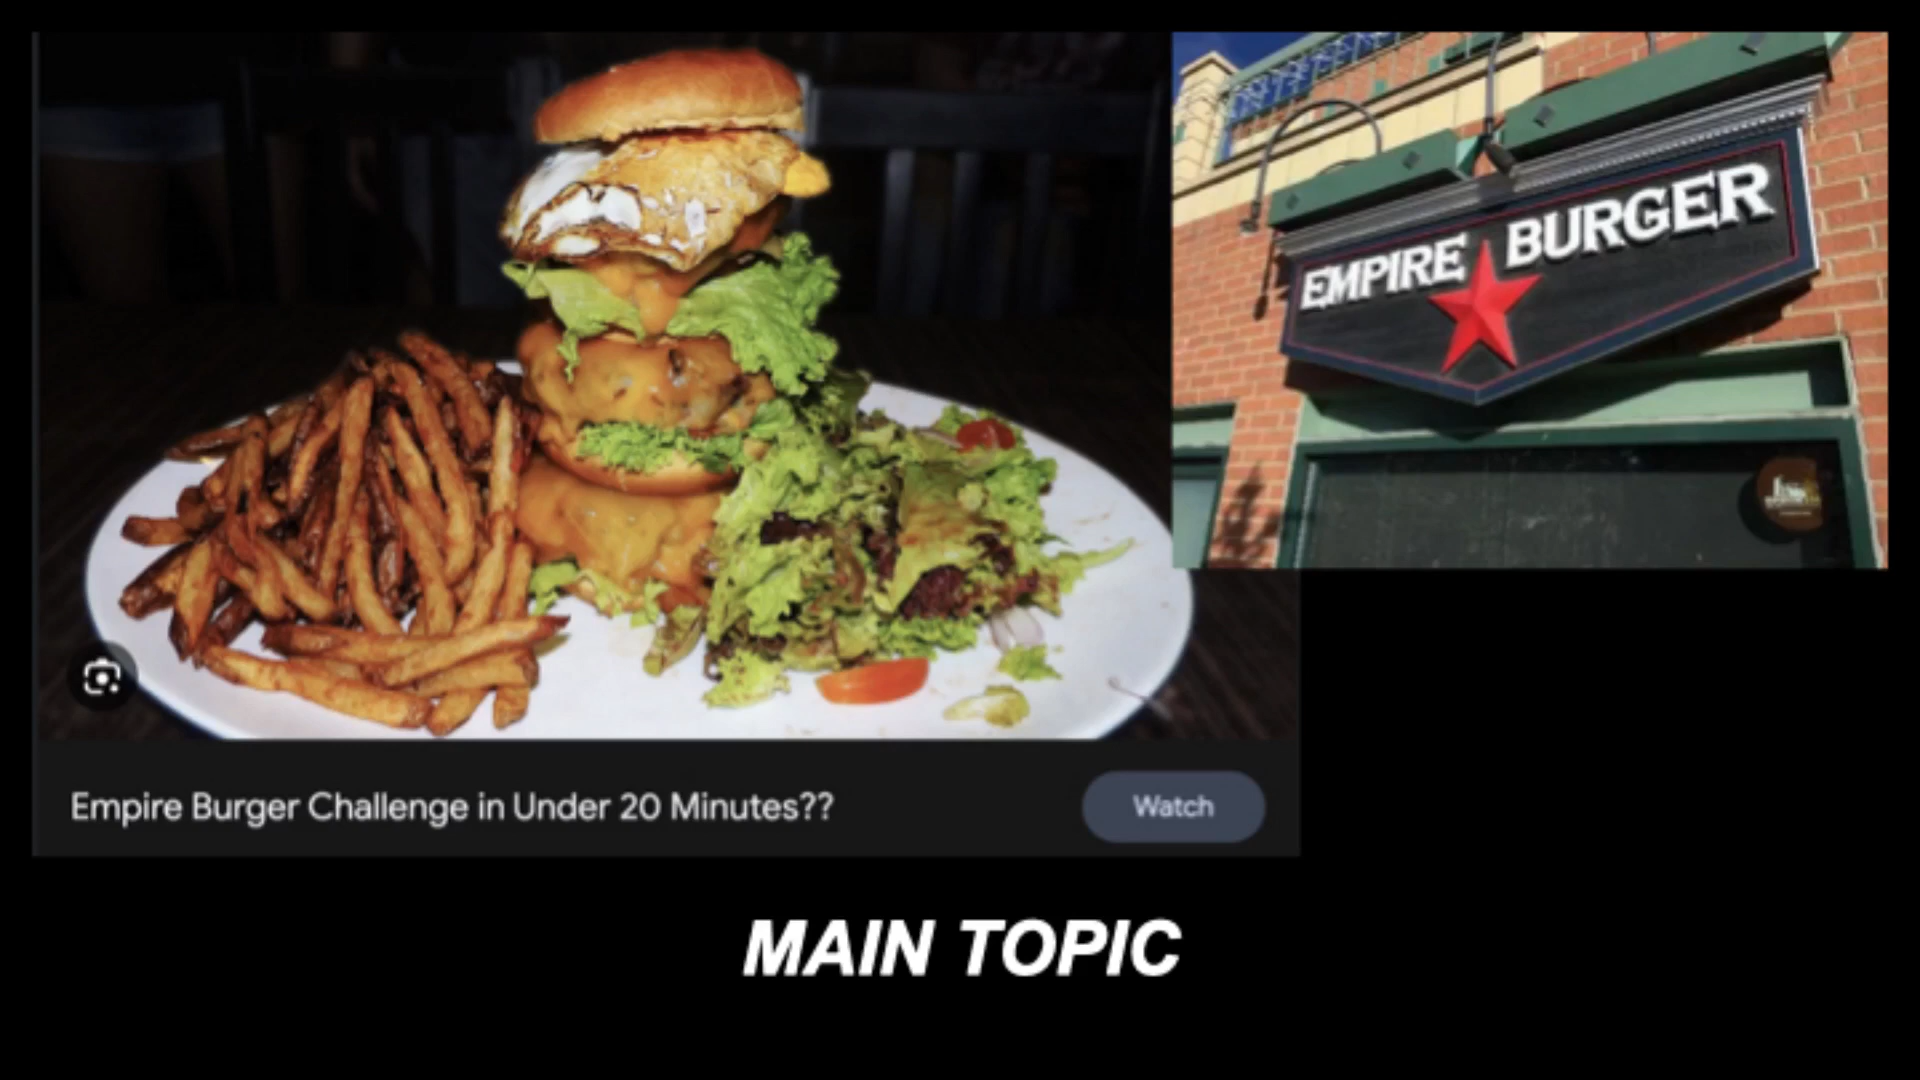 EMPIRE BURGER
Empire Burger Challenge in Under 20 Minutes??
Watch
MAIN TOPIC